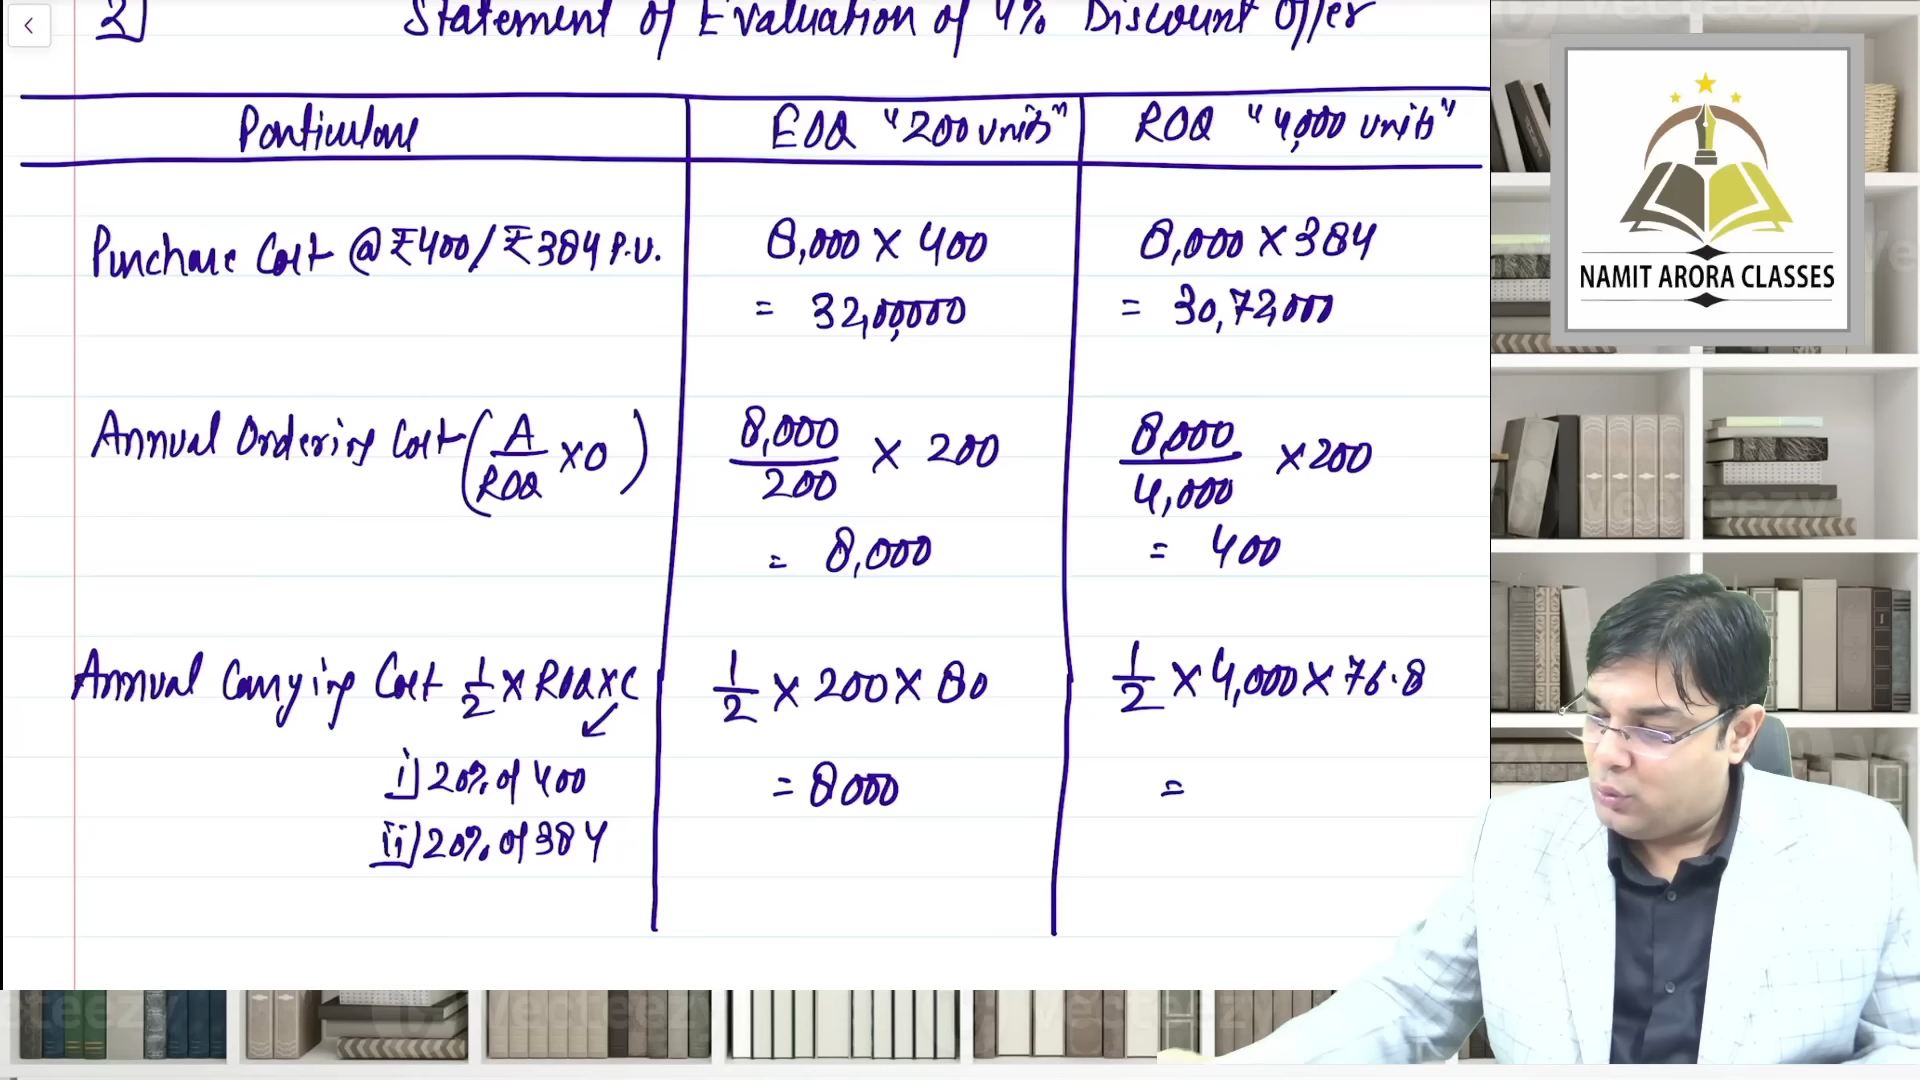 2] Statement of Evaluation of 4% Discount Offer
Particulars EOQ "200 units" ROQ "4,000 units"
Purchase Cost @ ₹400/₹384 P.U. 8,000 × 400 8,000 × 384
= 32,00,000 = 30,72,000
Annual Ordering Cost (A/ROQ × O) 8,000/200 × 200 8,000/4,000 × 200
= 8,000 = 400
Annual Carrying Cost 1/2 × ROQ × C 1/2 × 200 × 80 1/2 × 4,000 × 76.8
i] 20% of 400 = 8000 =
ii] 20% of 384
NAMIT ARORA CLASSES